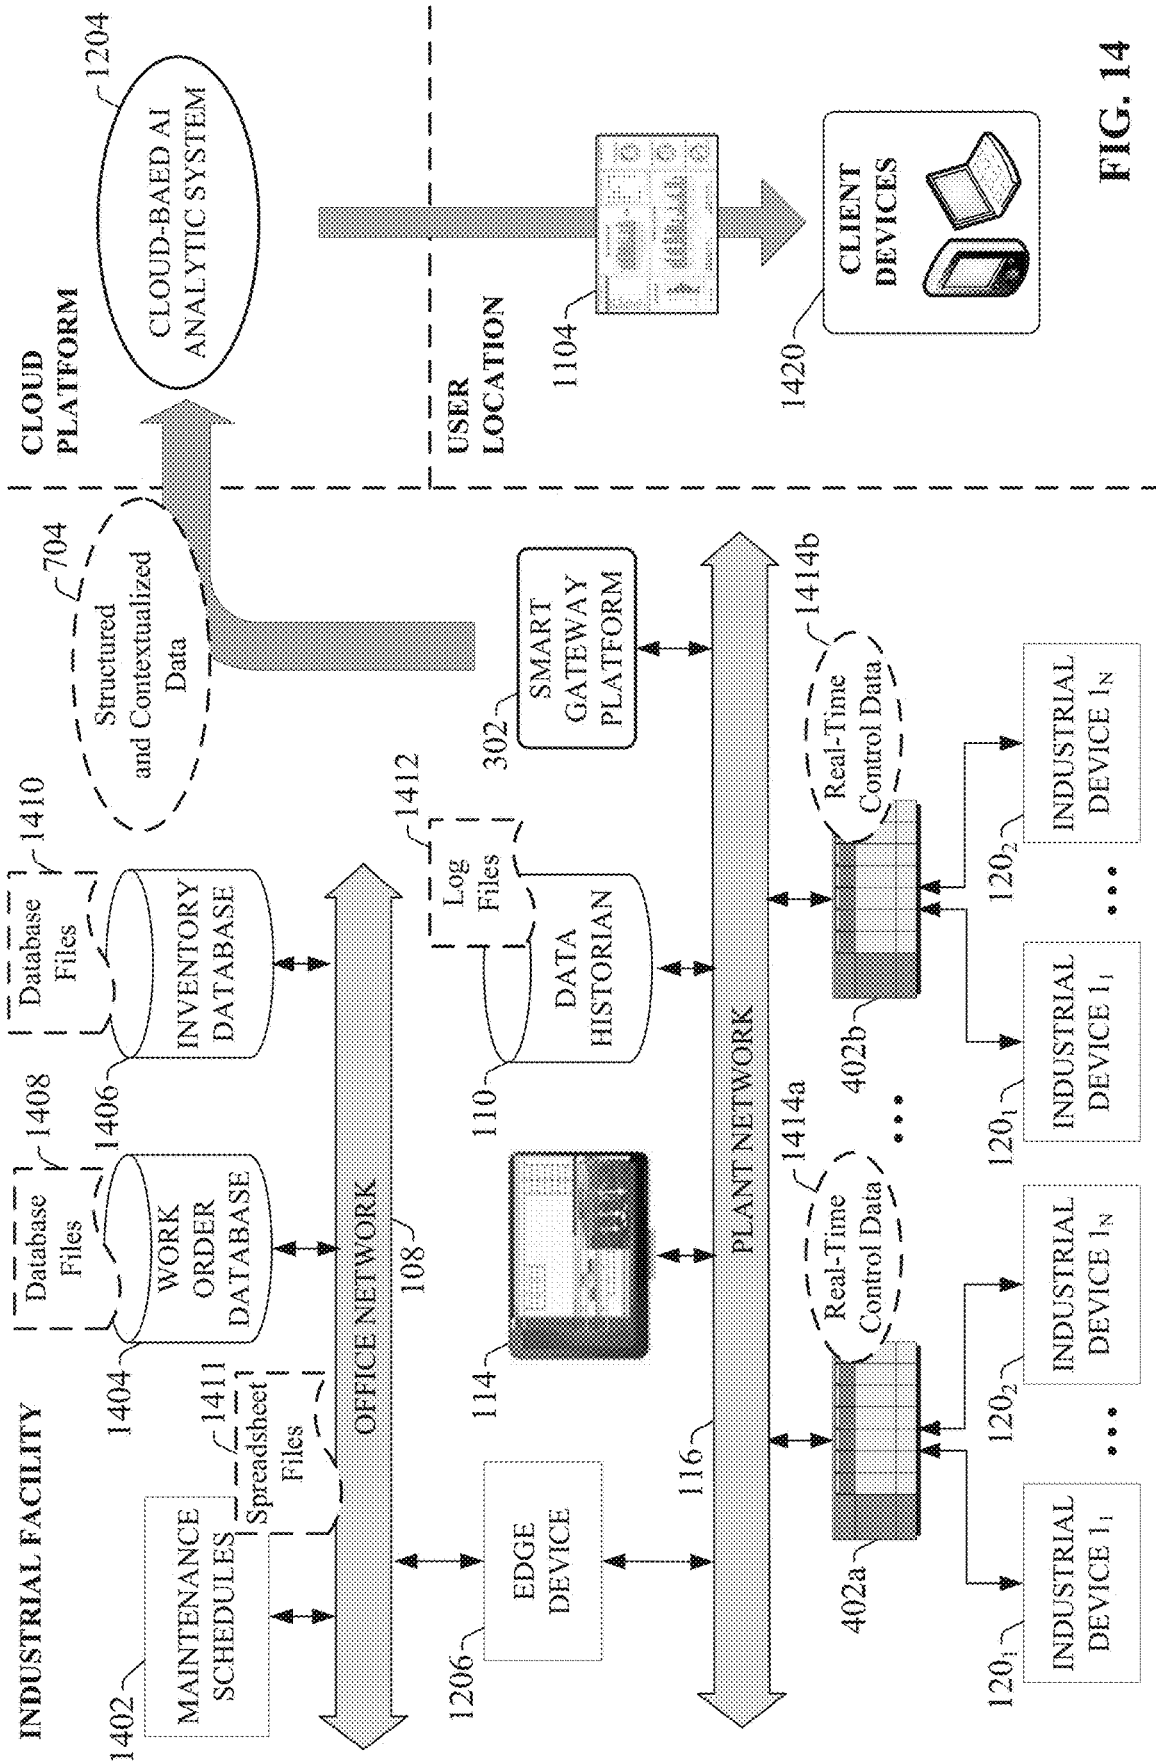 INDUSTRIAL FACILITY
CLOUD
PLATFORM
1402
MAINTENANCE
SCHEDULES
1411
Spreadsheet
Files
1404
WORK
ORDER
DATABASE
Database
Files
1408
1406
INVENTORY
DATABASE
Database
Files
1410
704
Structured
and Contextualized
Data
CLOUD-BAED AI
ANALYTIC SYSTEM
1204
OFFICE NETWORK
108
USER
LOCATION
1206
EDGE
DEVICE
114
110
DATA
HISTORIAN
Log
Files
1412
302
SMART
GATEWAY
PLATFORM
1104
116
PLANT NETWORK
1420
CLIENT
DEVICES
402a
Real-Time
Control Data
1414a
402b
Real-Time
Control Data
1414b
120₁
INDUSTRIAL
DEVICE 1₁
120₂
INDUSTRIAL
DEVICE 1N
120₁
INDUSTRIAL
DEVICE 1₁
120₂
INDUSTRIAL
DEVICE 1N
FIG. 14